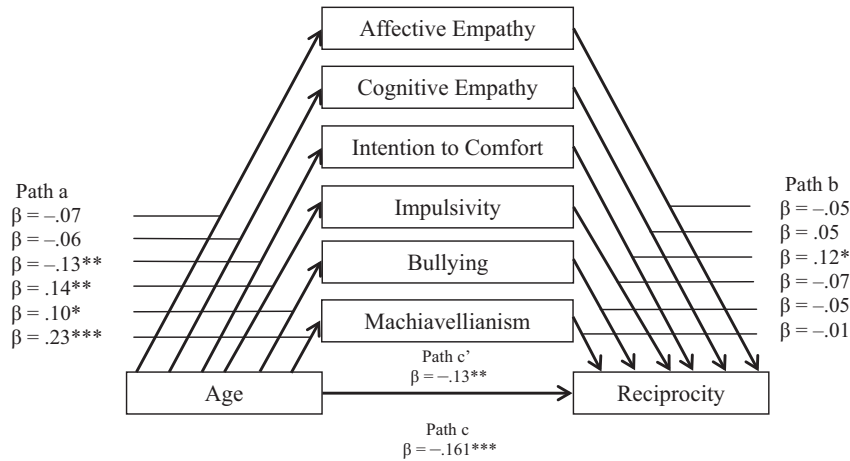 Affective Empathy
Cognitive Empathy
Intention to Comfort
Impulsivity
Bullying
Machiavellianism
Path a
β = –.07
β = –.06
β = –.13**
β = .14**
β = .10*
β = .23***
Path b
β = –.05
β = .05
β = .12*
β = –.07
β = –.05
β = –.01
Age
Path c’
β = –.13**
Reciprocity
Path c
β = –.161***